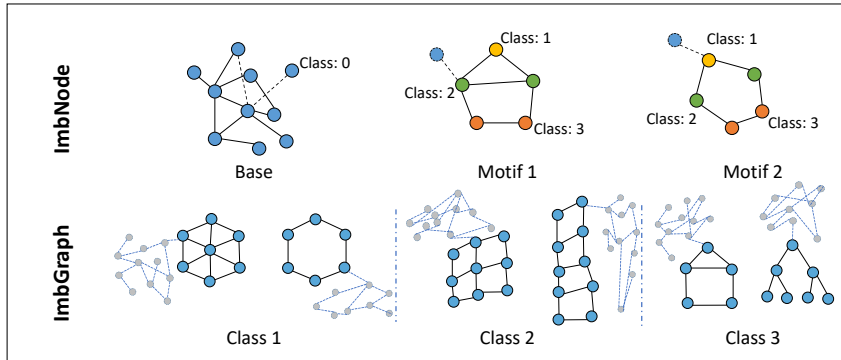 ImbNode
Class: 0
Class: 1
Class: 2
Class: 3
Class: 1
Class: 2
Class: 3
Base
Motif 1
Motif 2
ImbGraph
Class 1
Class 2
Class 3